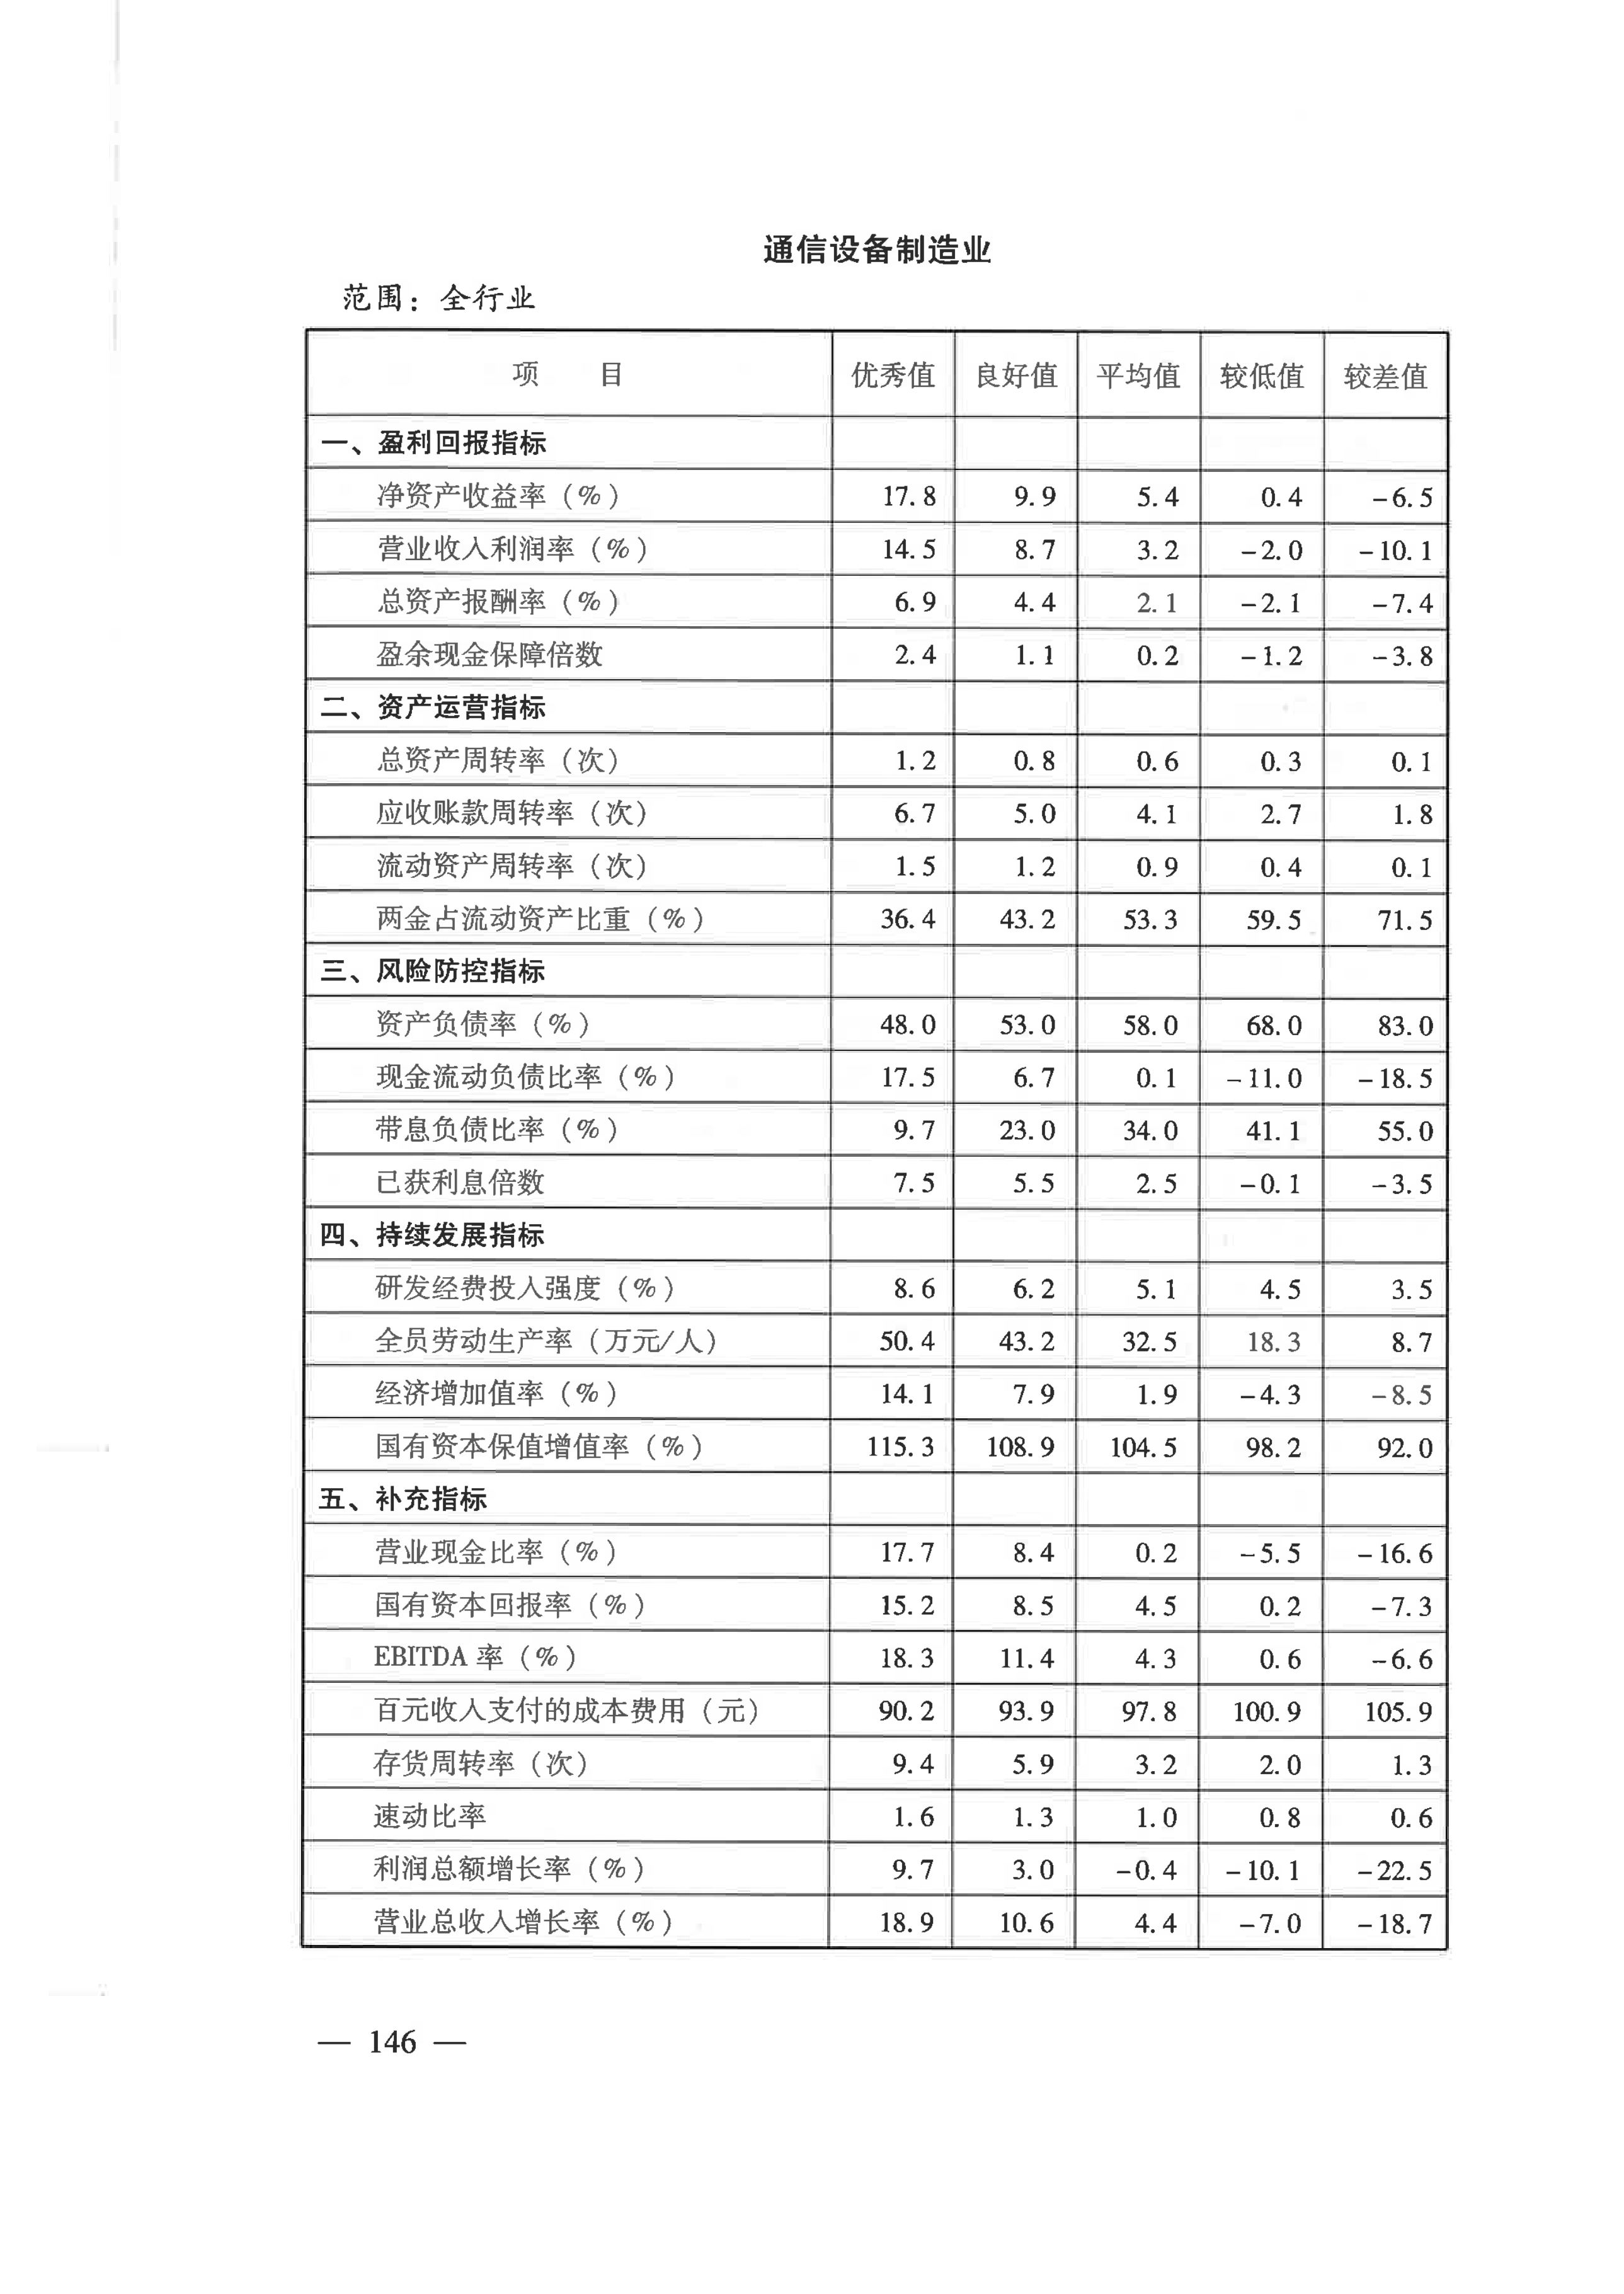 通信设备制造业
范围：全行业
项 目 优秀值 良好值 平均值 较低值 较差值
一、盈利回报指标
净资产收益率（%） 17.8 9.9 5.4 0.4 -6.5
营业收入利润率（%） 14.5 8.7 3.2 -2.0 -10.1
总资产报酬率（%） 6.9 4.4 2.1 -2.1 -7.4
盈余现金保障倍数 2.4 1.1 0.2 -1.2 -3.8
二、资产运营指标
总资产周转率（次） 1.2 0.8 0.6 0.3 0.1
应收账款周转率（次） 6.7 5.0 4.1 2.7 1.8
流动资产周转率（次） 1.5 1.2 0.9 0.4 0.1
两金占流动资产比重（%） 36.4 43.2 53.3 59.5 71.5
三、风险防控指标
资产负债率（%） 48.0 53.0 58.0 68.0 83.0
现金流动负债比率（%） 17.5 6.7 0.1 -11.0 -18.5
带息负债比率（%） 9.7 23.0 34.0 41.1 55.0
已获利息倍数 7.5 5.5 2.5 -0.1 -3.5
四、持续发展指标
研发经费投入强度（%） 8.6 6.2 5.1 4.5 3.5
全员劳动生产率（万元/人） 50.4 43.2 32.5 18.3 8.7
经济增加值率（%） 14.1 7.9 1.9 -4.3 -8.5
国有资本保值增值率（%） 115.3 108.9 104.5 98.2 92.0
五、补充指标
营业现金比率（%） 17.7 8.4 0.2 -5.5 -16.6
国有资本回报率（%） 15.2 8.5 4.5 0.2 -7.3
EBITDA 率（%） 18.3 11.4 4.3 0.6 -6.6
百元收入支付的成本费用（元） 90.2 93.9 97.8 100.9 105.9
存货周转率（次） 9.4 5.9 3.2 2.0 1.3
速动比率 1.6 1.3 1.0 0.8 0.6
利润总额增长率（%） 9.7 3.0 -0.4 -10.1 -22.5
营业总收入增长率（%） 18.9 10.6 4.4 -7.0 -18.7
— 146 —